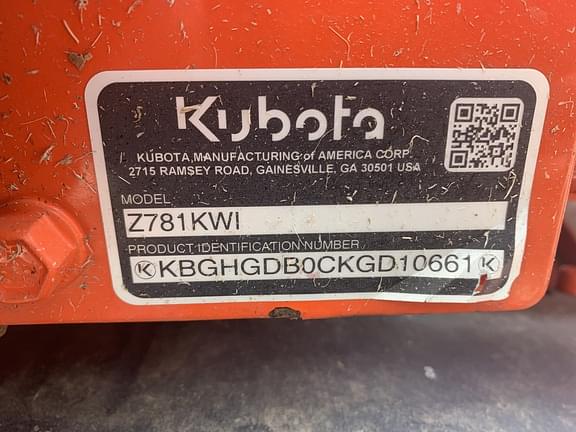 Kubota
KUBOTA MANUFACTURING of AMERICA CORP.
2715 RAMSEY ROAD, GAINESVILLE, GA 30501 USA
MODEL
Z781KWI
PRODUCT IDENTIFICATION NUMBER
KBGHGDB0CKGD10661